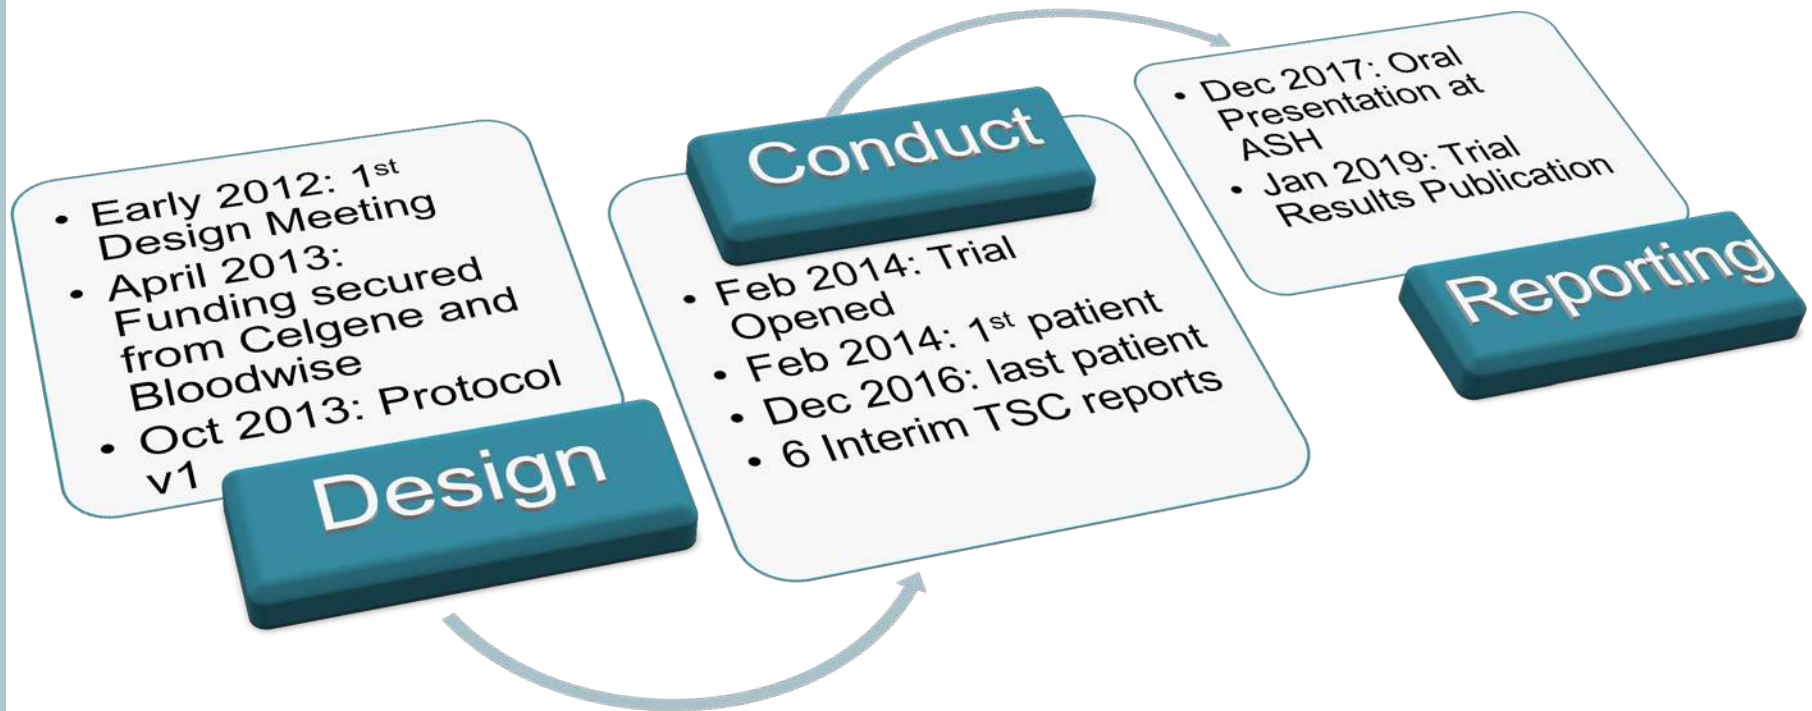 • Early 2012: 1st
Design Meeting
• April 2013:
Funding secured
from Celgene and
Bloodwise
• Oct 2013: Protocol
v1
Design
Conduct
• Feb 2014: Trial
Opened
• Feb 2014: 1st patient
• Dec 2016: last patient
• 6 Interim TSC reports
• Dec 2017: Oral
Presentation at
ASH
• Jan 2019: Trial
Results Publication
Reporting